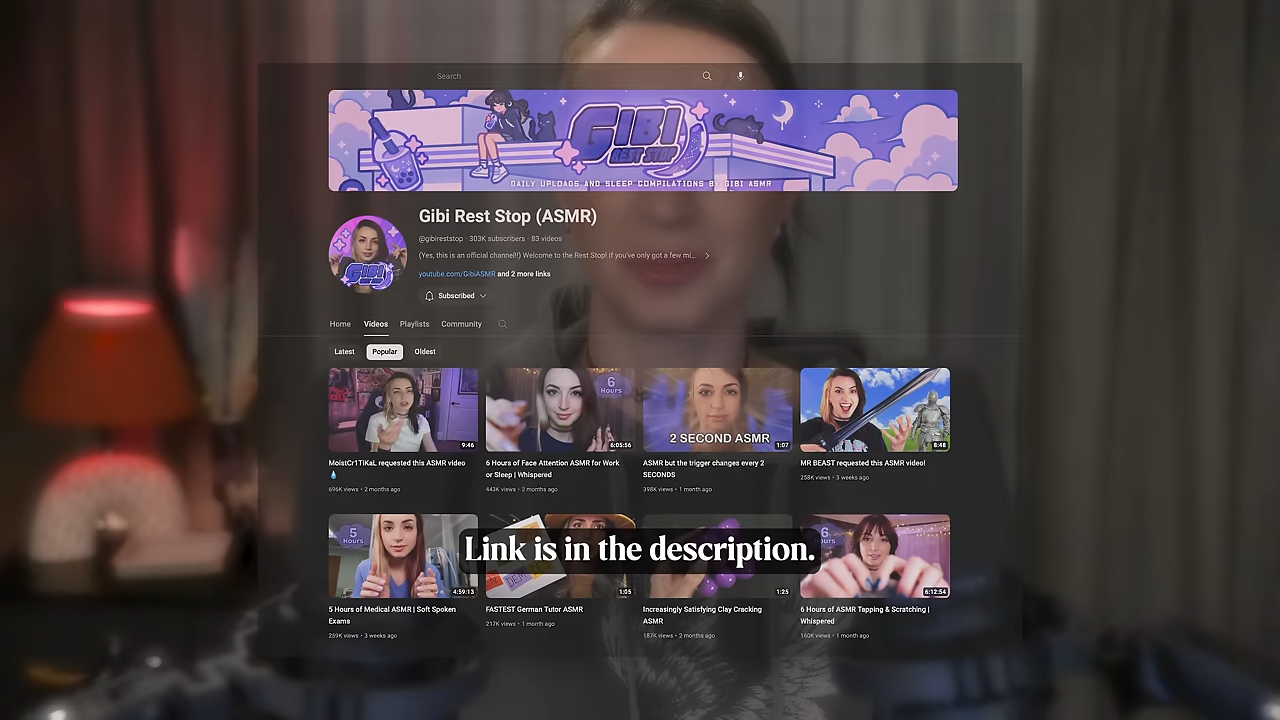 Search
GIBI
REST STOP
DAILY UPLOADS AND SLEEP COMPILATIONS BY GIBI ASMR
Gibi Rest Stop (ASMR)
@gibireststop · 303K subscribers · 83 videos
(Yes, this is an official channel!!) Welcome to the Rest Stop! If you've only got a few mi...
youtube.com/GibiASMR and 2 more links
Subscribed
Home Videos Playlists Community
Latest Popular Oldest
9:46
6 Hours
6:05:56
2 SECOND ASMR
1:07
8:48
MoistCr1TiKaL requested this ASMR video
💧
696K views • 2 months ago
6 Hours of Face Attention ASMR for Work
or Sleep | Whispered
443K views • 2 months ago
ASMR but the trigger changes every 2
SECONDS
398K views • 1 month ago
MR BEAST requested this ASMR video!
258K views • 3 weeks ago
5 Hours
4:59:13
1:05
1:25
6 Hours
6:12:54
Link is in the description.
5 Hours of Medical ASMR | Soft Spoken
Exams
259K views • 3 weeks ago
FASTEST German Tutor ASMR
217K views • 1 month ago
Increasingly Satisfying Clay Cracking
ASMR
187K views • 2 months ago
6 Hours of ASMR Tapping & Scratching |
Whispered
160K views • 1 month ago